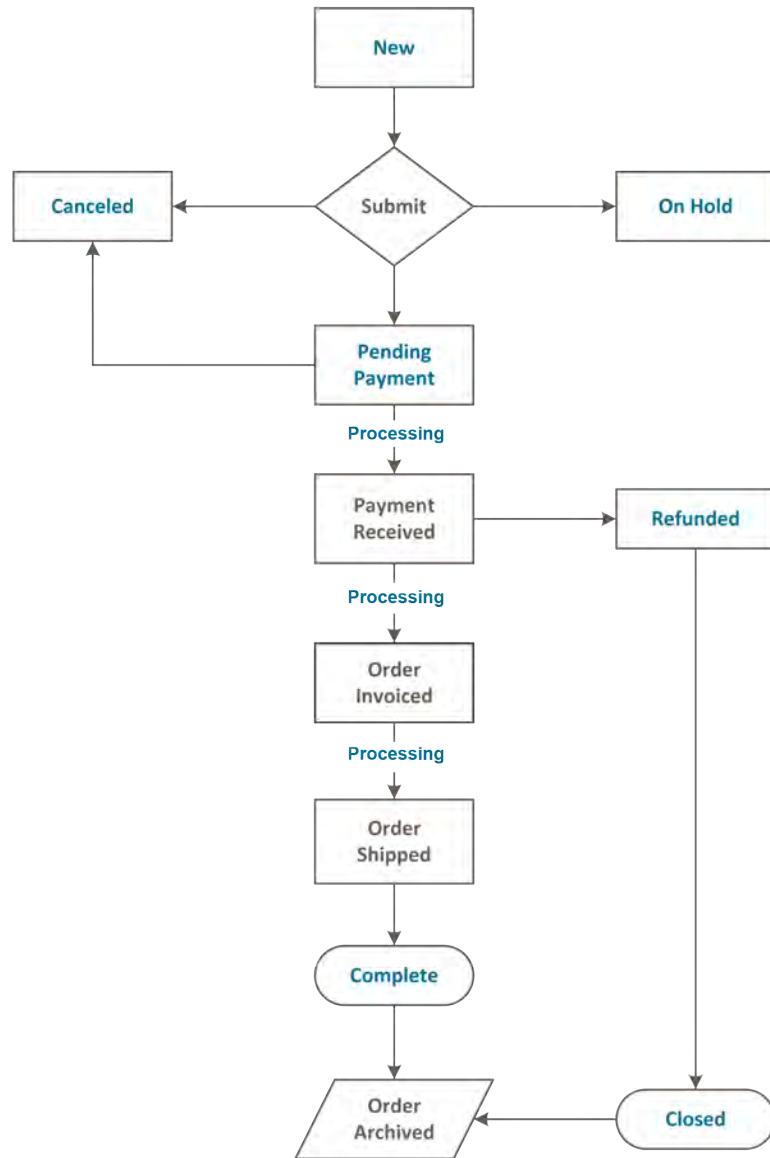 New
Canceled
Submit
On Hold
Pending
Payment
Processing
Payment
Received
Refunded
Processing
Order
Invoiced
Processing
Order
Shipped
Complete
Order
Archived
Closed